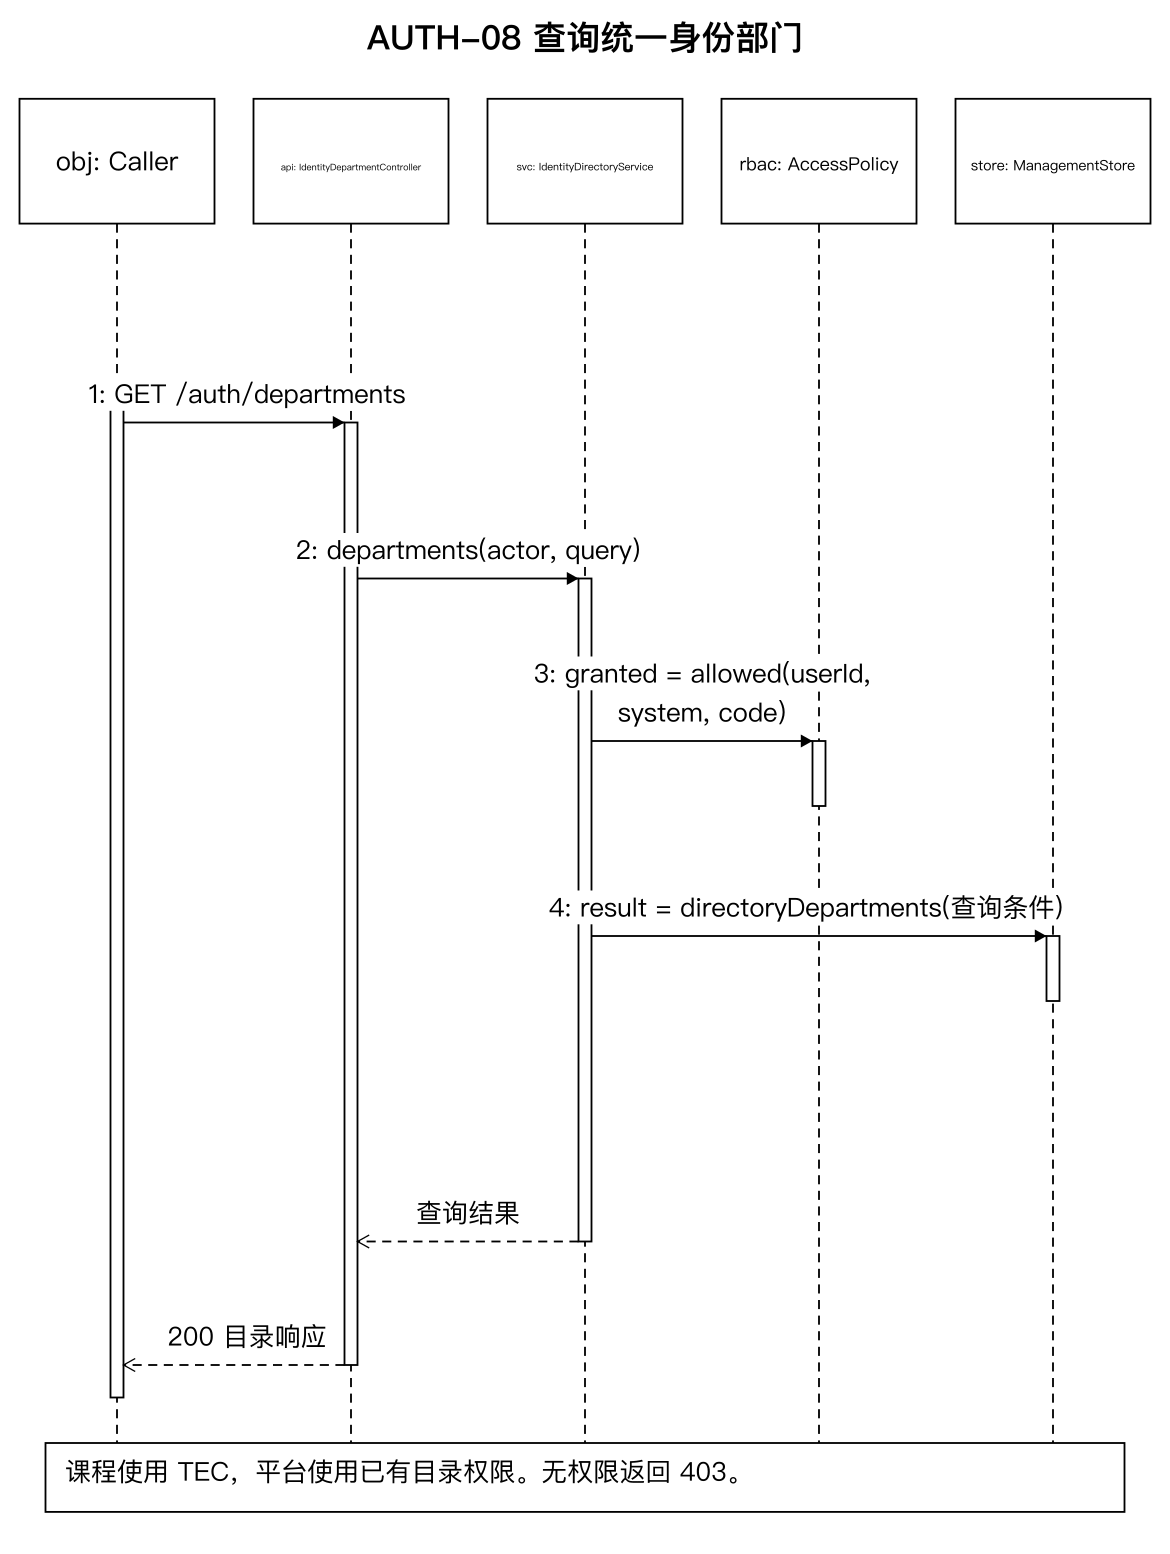 AUTH-08 查询统一身份部门
obj: Caller
api: IdentityDepartmentController
svc: IdentityDirectoryService
rbac: AccessPolicy
store: ManagementStore
1: GET /auth/departments
2: departments(actor, query)
3: granted = allowed(userId,
system, code)
4: result = directoryDepartments(查询条件)
查询结果
200 目录响应
课程使用 TEC，平台使用已有目录权限。无权限返回 403。